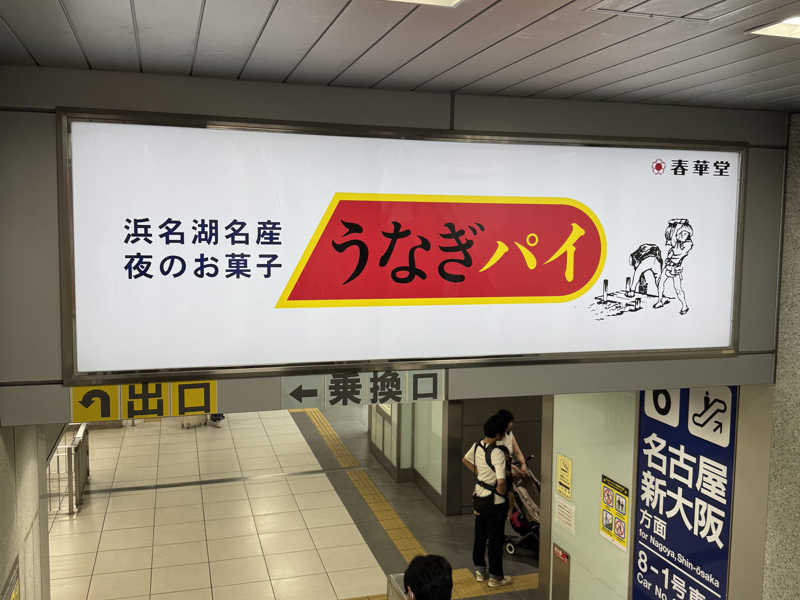 春華堂
浜名湖名産
夜のお菓子
うなぎパイ
出口
乗換口
6
名古屋
新大阪
方面
for Nagoya, Shin-ōsaka
8-1号車
Car No.